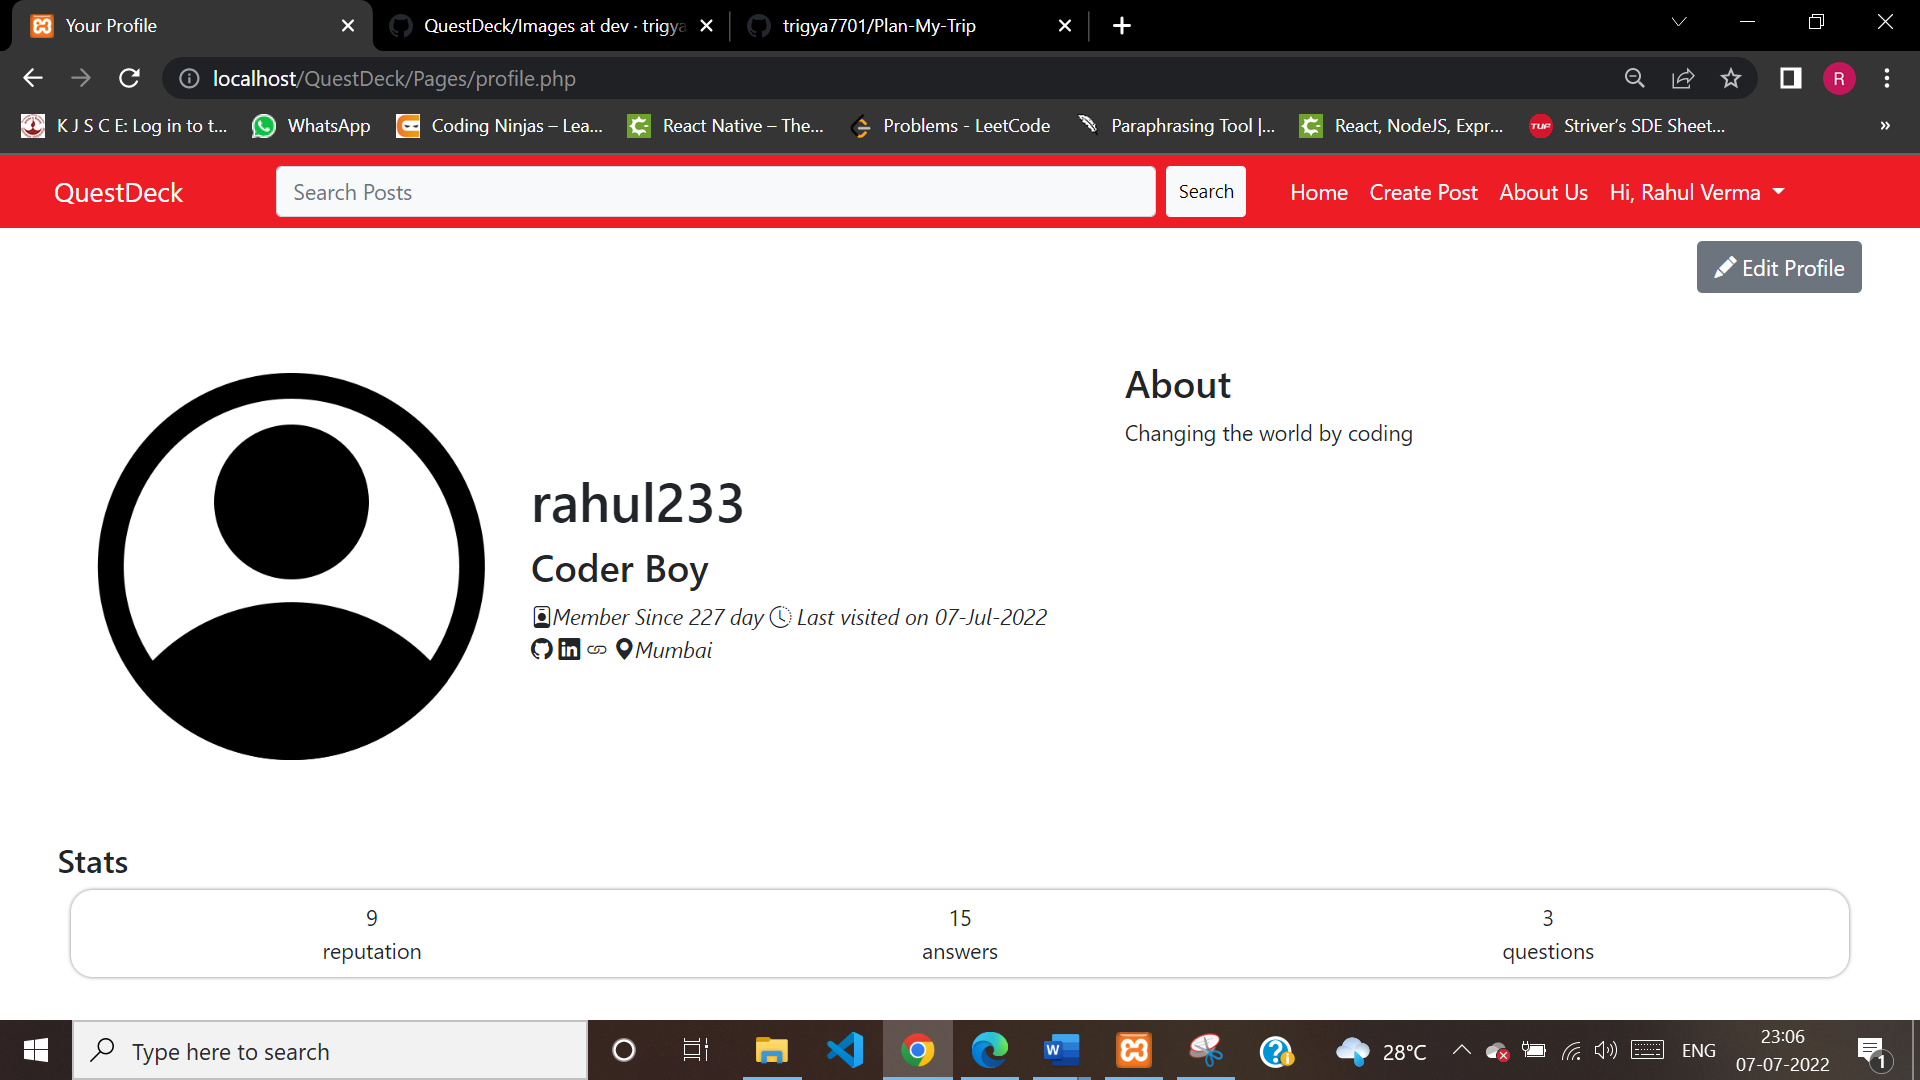 Your Profile
QuestDeck/Images at dev · trigya
trigya7701/Plan-My-Trip
localhost/QuestDeck/Pages/profile.php
R
K J S C E: Log in to t...
WhatsApp
Coding Ninjas – Lea...
React Native – The...
Problems - LeetCode
Paraphrasing Tool |...
React, NodeJS, Expr...
TUF
Striver’s SDE Sheet...
»
QuestDeck
Search Posts
Search
Home
Create Post
About Us
Hi, Rahul Verma
Edit Profile
About
Changing the world by coding
rahul233
Coder Boy
Member Since 227 day Last visited on 07-Jul-2022
in Mumbai
Stats
9
reputation
15
answers
3
questions
Type here to search
28°C
ENG
23:06
07-07-2022
1